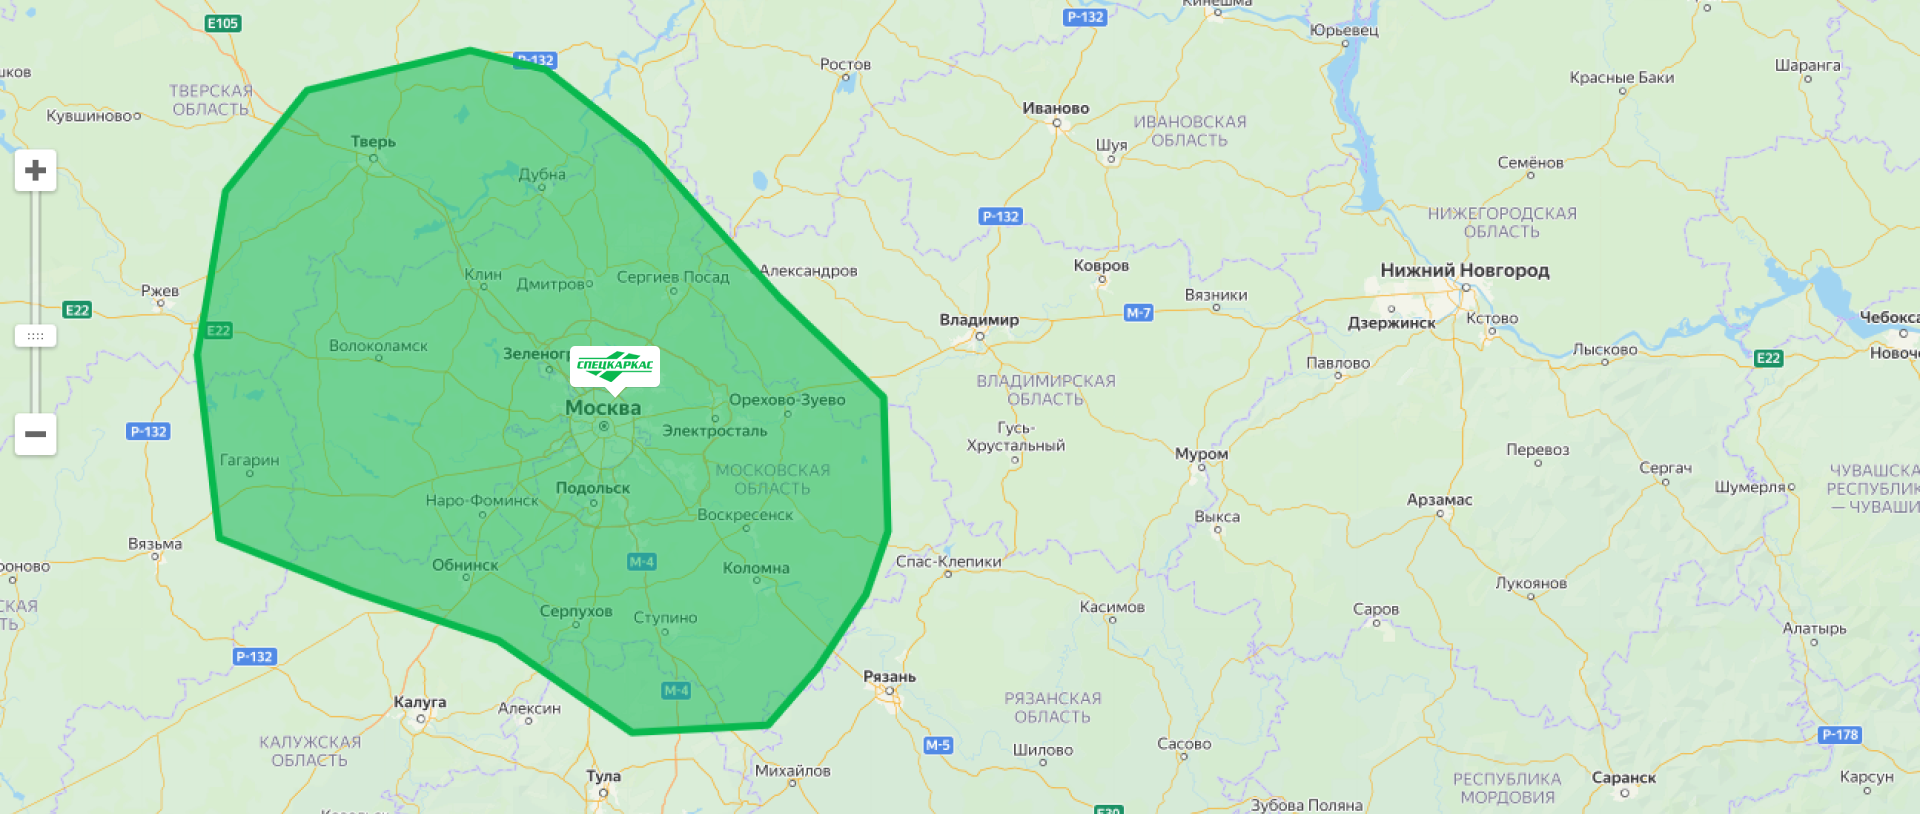 Кинешма
Р-132
E105
Юрьевец
Р-132
Ростов
Шаранга
Красные Баки
ТВЕРСКАЯ
ОБЛАСТЬ
Кувшиново
Иваново
ИВАНОВСКАЯ
ОБЛАСТЬ
Тверь
Шуя
Семёнов
Дубна
Р-132
НИЖЕГОРОДСКАЯ
ОБЛАСТЬ
Клин
Дмитров
Сергиев Посад
Александров
Ковров
Нижний Новгород
Ржев
Вязники
E22
М-7
E22
Владимир
Дзержинск
Кстово
Волоколамск
СПЕЦКАРКАС
Павлово
Лысково
E22
ВЛАДИМИРСКАЯ
ОБЛАСТЬ
Москва
Орехово-Зуево
Р-132
Электросталь
Гусь-
Хрустальный
Гагарин
МОСКОВСКАЯ
ОБЛАСТЬ
Муром
Перевоз
Сергач
Шумерля
— ЧУВАШИ
Наро-Фоминск
Подольск
Воскресенск
Арзамас
Выкса
Вязьма
Обнинск
М-4
Коломна
Спас-Клепики
Лукоянов
Серпухов
Ступино
Касимов
Саров
Алатырь
Р-132
М-4
Рязань
Калуга
Алексин
РЯЗАНСКАЯ
ОБЛАСТЬ
КАЛУЖСКАЯ
ОБЛАСТЬ
М-5
Шилово
Сасово
Р-178
Тула
Михайлов
РЕСПУБЛИКА
МОРДОВИЯ
Саранск
Карсун
Зубова Поляна